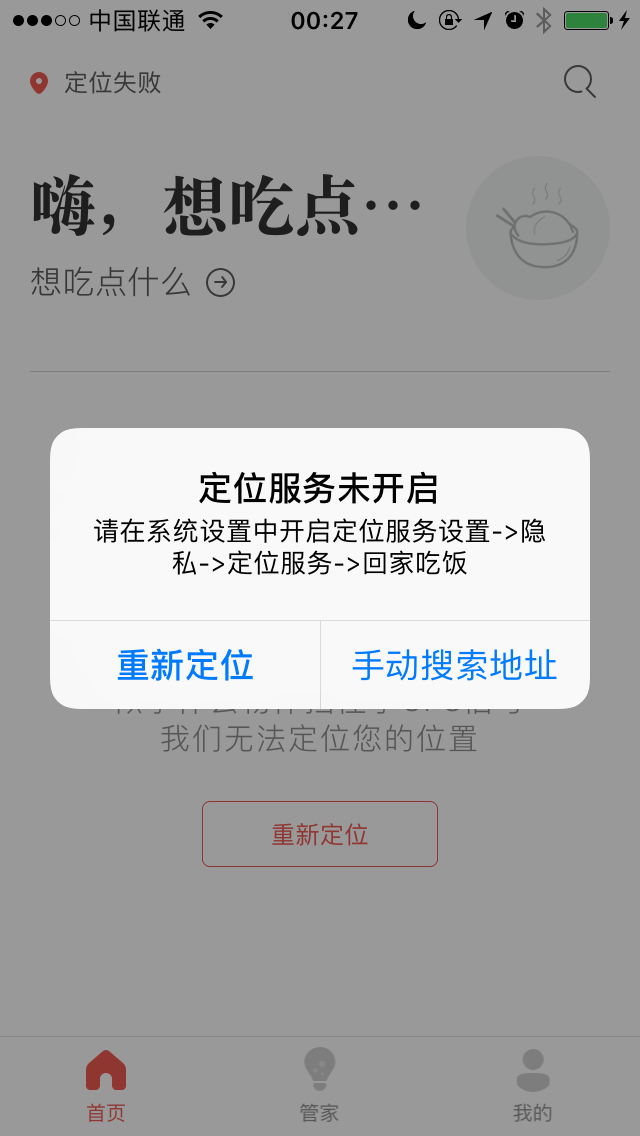 中国联通
00:27
定位失败
嗨，想吃点…
想吃点什么
定位服务未开启
请在系统设置中开启定位服务设置->隐
私->定位服务->回家吃饭
重新定位
手动搜索地址
我们无法定位您的位置
重新定位
首页
管家
我的